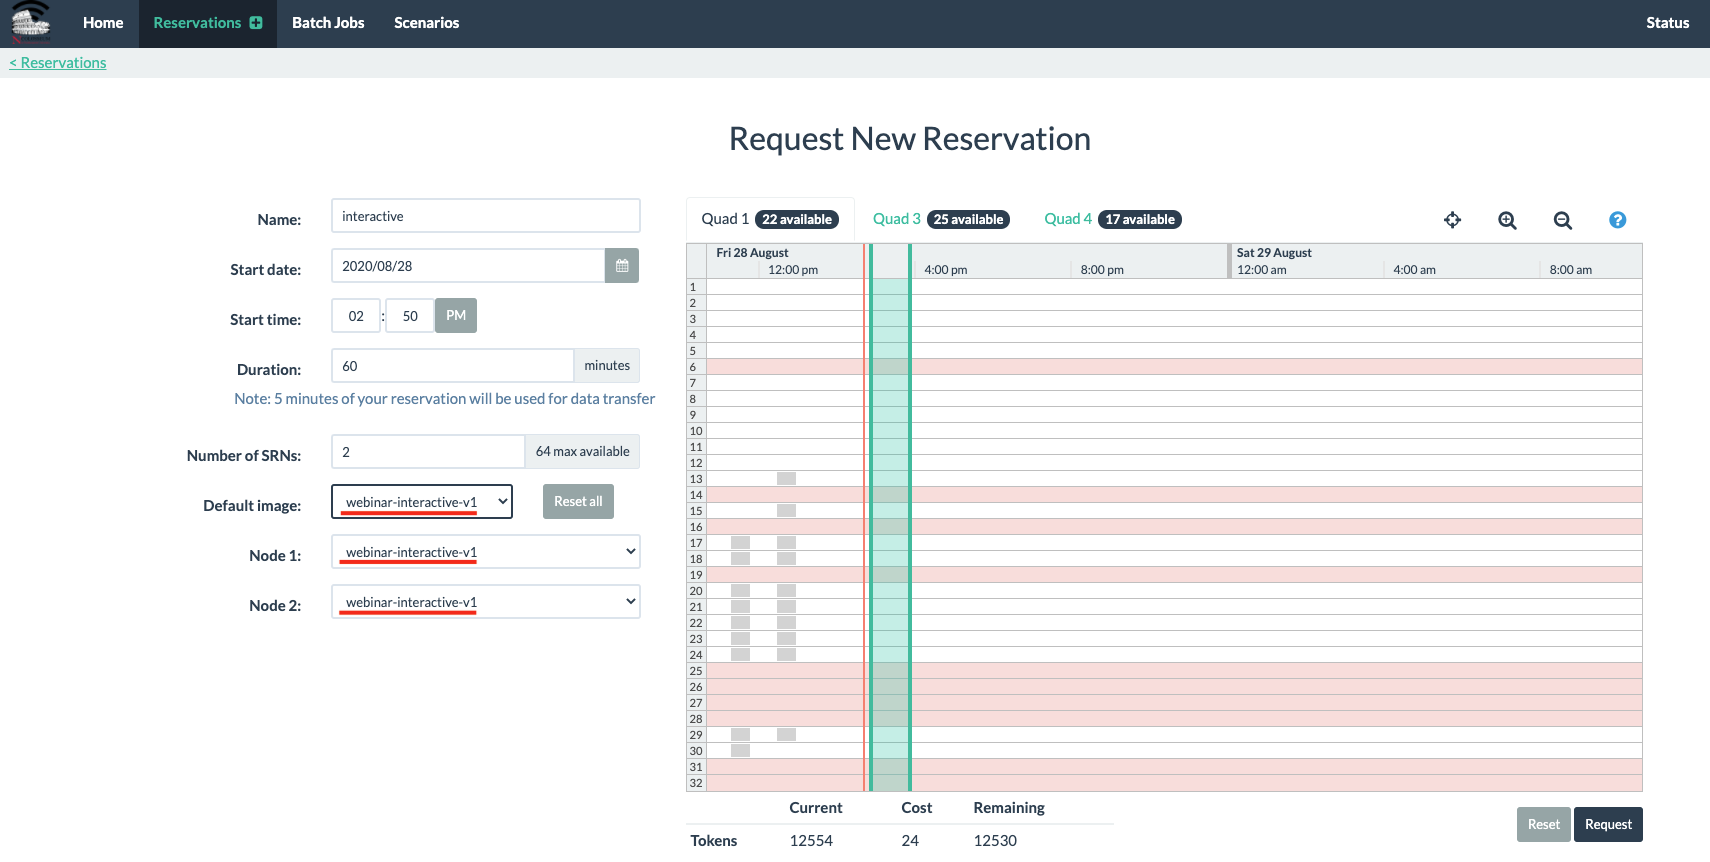 Home Reservations Batch Jobs Scenarios Status
< Reservations
Request New Reservation
Name: interactive
Start date: 2020/08/28
Start time: 02 : 50 PM
Duration: 60 minutes
Note: 5 minutes of your reservation will be used for data transfer
Number of SRNs: 2 64 max available
Default image: webinar-interactive-v1 Reset all
Node 1: webinar-interactive-v1
Node 2: webinar-interactive-v1
Quad 1 22 available Quad 3 25 available Quad 4 17 available ?
Fri 28 August Sat 29 August
12:00 pm 4:00 pm 8:00 pm 12:00 am 4:00 am 8:00 am
1
2
3
4
5
6
7
8
9
10
11
12
13
14
15
16
17
18
19
20
21
22
23
24
25
26
27
28
29
30
31
32
Current Cost Remaining
Tokens 12554 24 12530
Reset Request